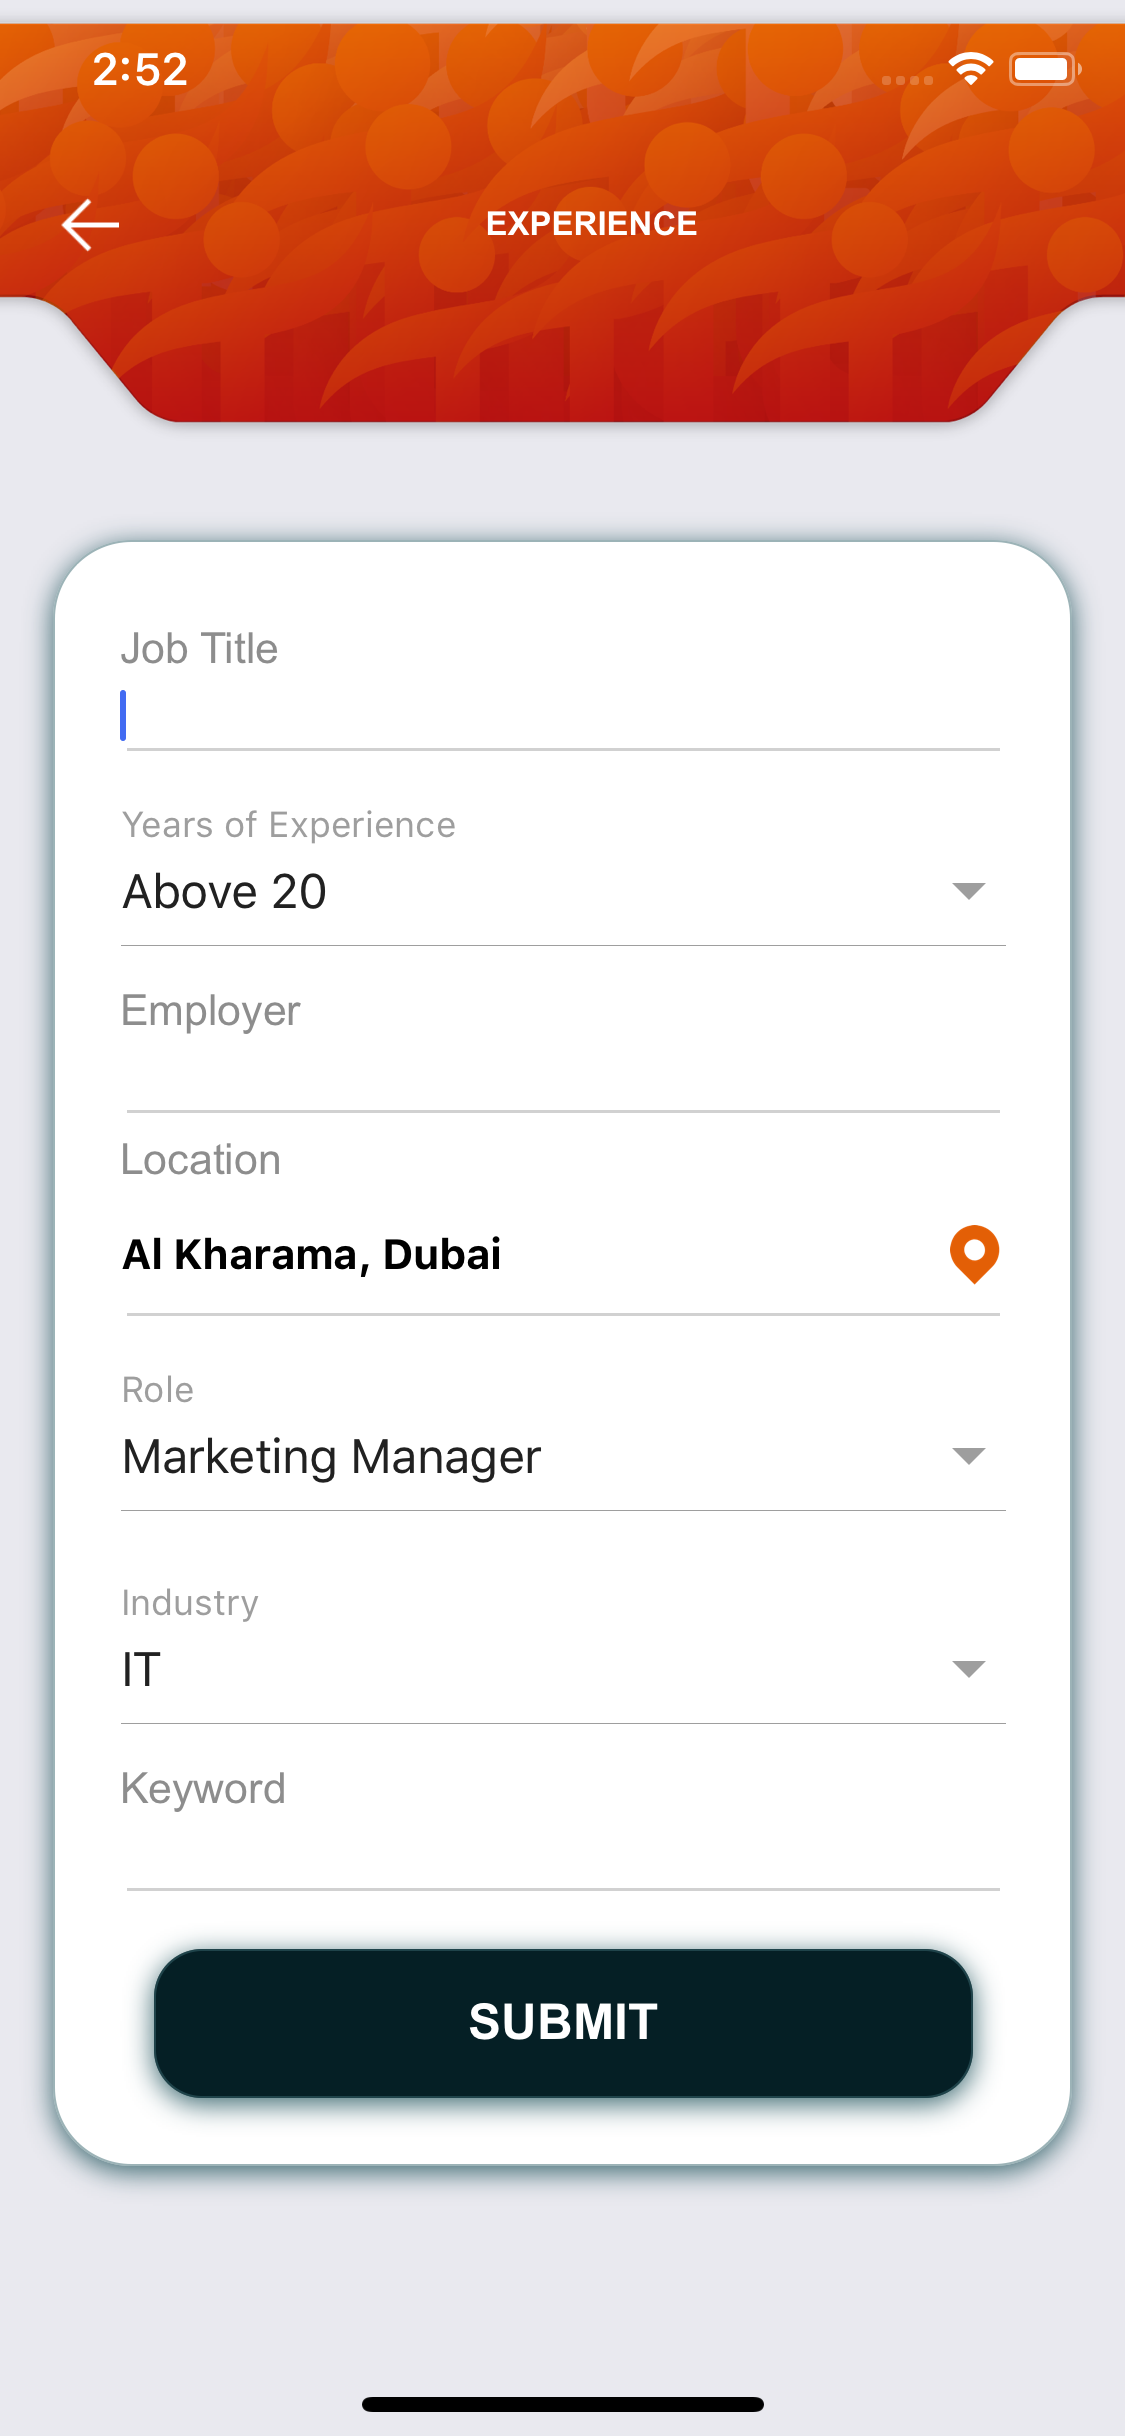 2:52
EXPERIENCE
Job Title
Years of Experience
Above 20
Employer
Location
Al Kharama, Dubai
Role
Marketing Manager
Industry
IT
Keyword
SUBMIT